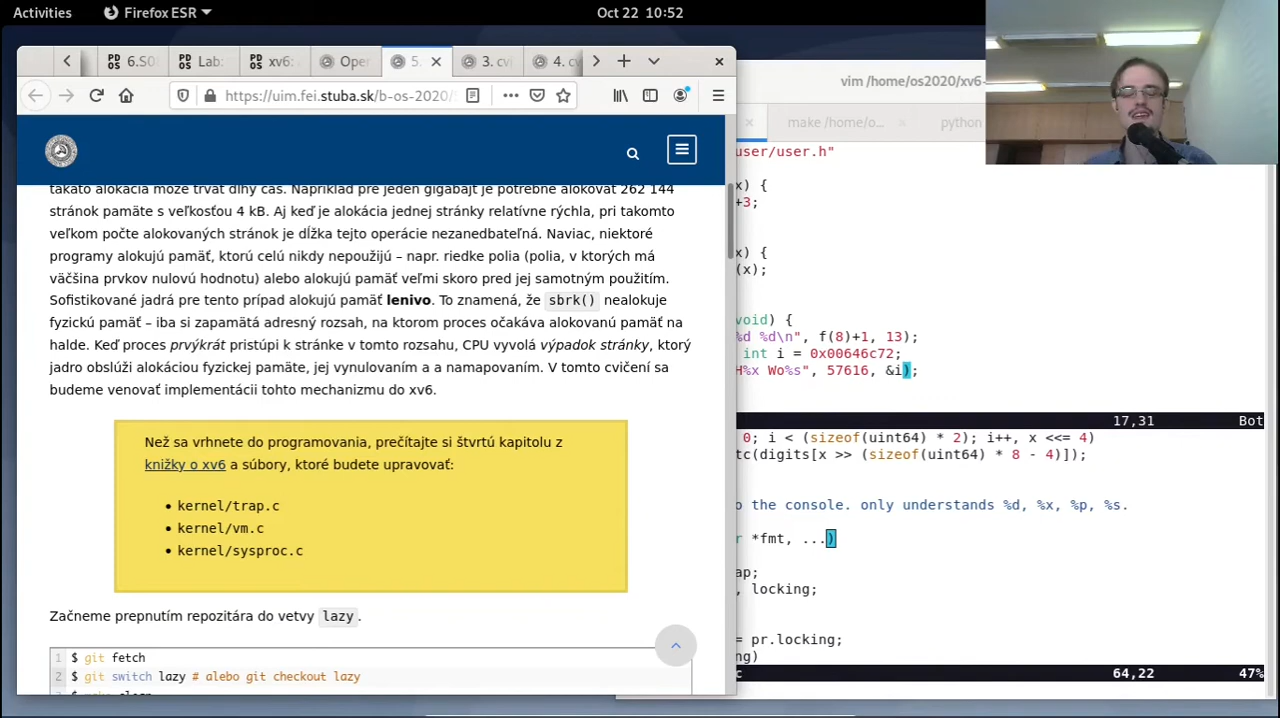 Activities
Firefox ESR
Oct 22 10:52
PD OS 6.S0
PD OS Lab:
PD OS xv6:
Oper
5.
3. cvi
4. cv
https://uim.fei.stuba.sk/b-os-2020/
vim /home/os2020/xv6-
make /home/o...
python
takáto alokácia môže trvať dlhý čas. Napríklad pre jeden gigabajt je potrebné alokovať 262 144
stránok pamäte s veľkosťou 4 kB. Aj keď je alokácia jednej stránky relatívne rýchla, pri takomto
veľkom počte alokovaných stránok je dĺžka tejto operácie nezanedbateľná. Naviac, niektoré
programy alokujú pamäť, ktorú celú nikdy nepoužijú – napr. riedke polia (polia, v ktorých má
väčšina prvkov nulovú hodnotu) alebo alokujú pamäť veľmi skoro pred jej samotným použitím.
Sofistikované jadrá pre tento prípad alokujú pamäť lenivo. To znamená, že sbrk() nealokuje
fyzickú pamäť – iba si zapamätá adresný rozsah, na ktorom proces očakáva alokovanú pamäť na
halde. Keď proces prvýkrát pristúpi k stránke v tomto rozsahu, CPU vyvolá výpadok stránky, ktorý
jadro obslúži alokáciou fyzickej pamäte, jej vynulovaním a a namapovaním. V tomto cvičení sa
budeme venovať implementácii tohto mechanizmu do xv6.
Než sa vrhnete do programovania, prečítajte si štvrtú kapitolu z
knižky o xv6 a súbory, ktoré budete upravovať:
• kernel/trap.c
• kernel/vm.c
• kernel/sysproc.c
Začneme prepnutím repozitára do vetvy lazy.
1 $ git fetch
2 $ git switch lazy # alebo git checkout lazy
user/user.h"
x) {
+3;
x) {
(x);
void) {
%d %d\n", f(8)+1, 13);
int i = 0x00646c72;
H%x Wo%s", 57616, &i);
17,31 Bot
0; i < (sizeof(uint64) * 2); i++, x <<= 4)
tc(digits[x >> (sizeof(uint64) * 8 - 4)]);
o the console. only understands %d, %x, %p, %s.
r *fmt, ...)
ap;
, locking;
= pr.locking;
ng)
c 64,22 47%